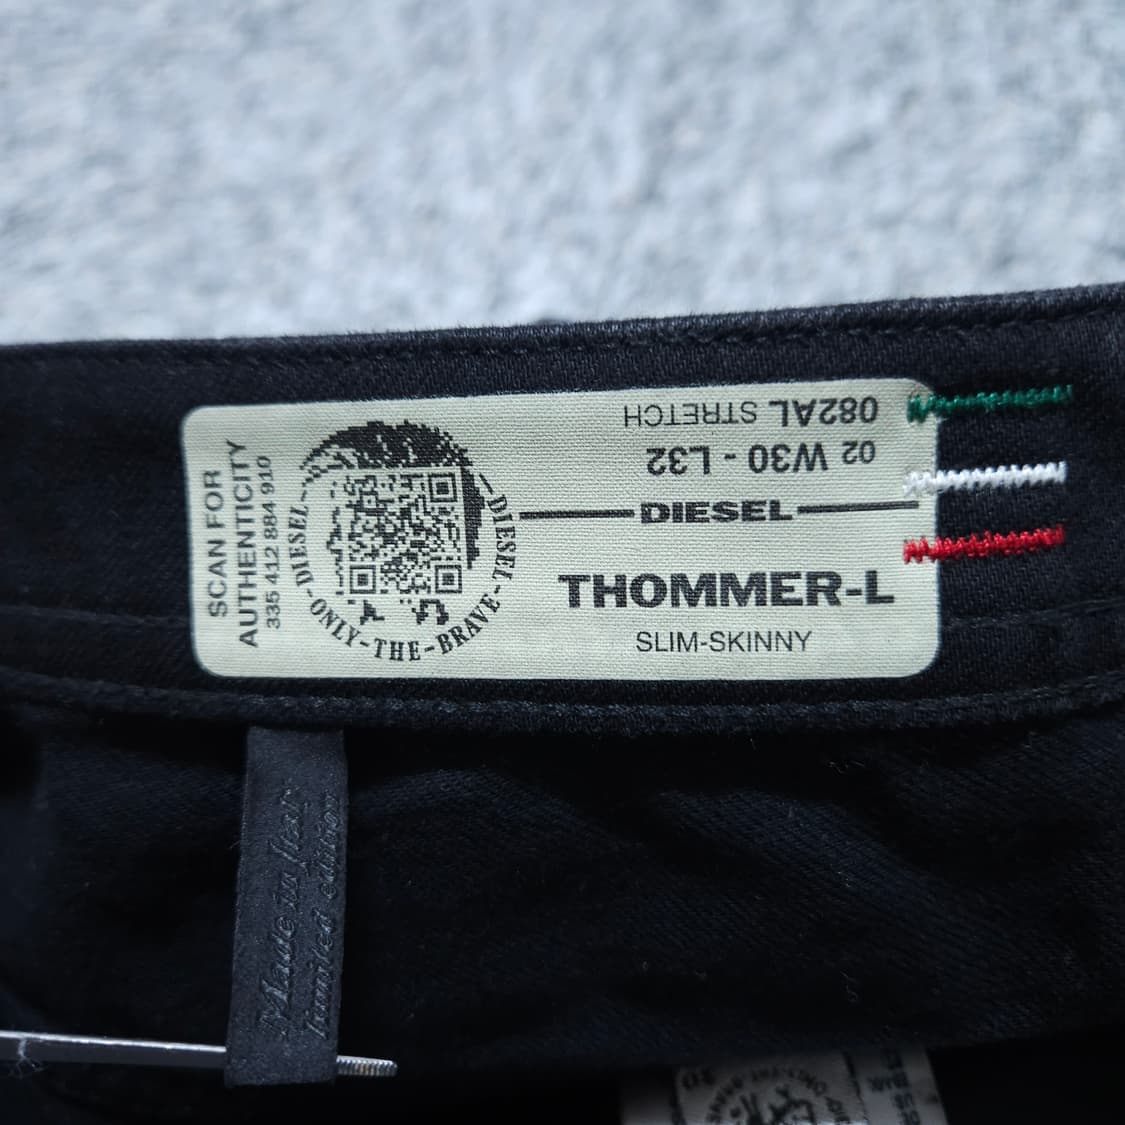 SCAN FOR
AUTHENTICITY
335 412 884 910
DIESEL-ONLY-THE-BRAVE-DIESEL
082AL STRETCH
02 W30 - L32
DIESEL
THOMMER-L
SLIM-SKINNY
Made in Italy
limited edition
30